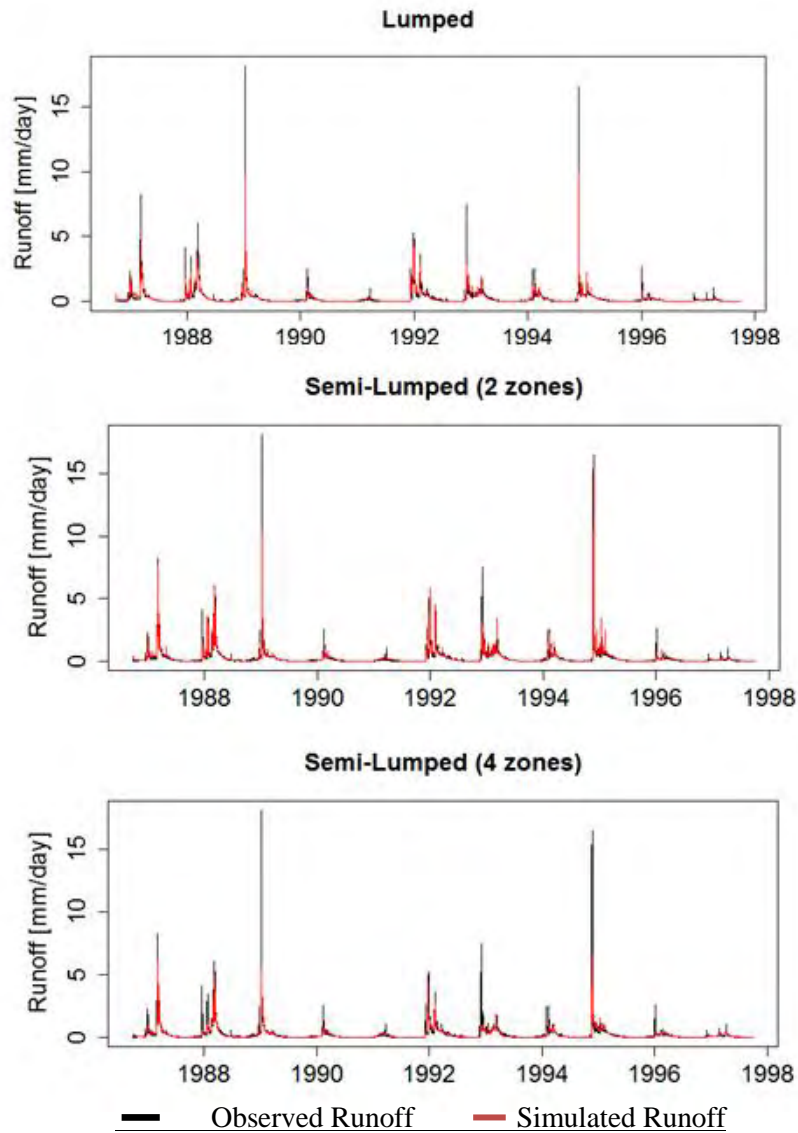 Lumped
Runoff [mm/day]
15
10
5
0
1988 1990 1992 1994 1996 1998
Semi-Lumped (2 zones)
Runoff [mm/day]
15
10
5
0
1988 1990 1992 1994 1996 1998
Semi-Lumped (4 zones)
Runoff [mm/day]
15
10
5
0
1988 1990 1992 1994 1996 1998
Observed Runoff Simulated Runoff